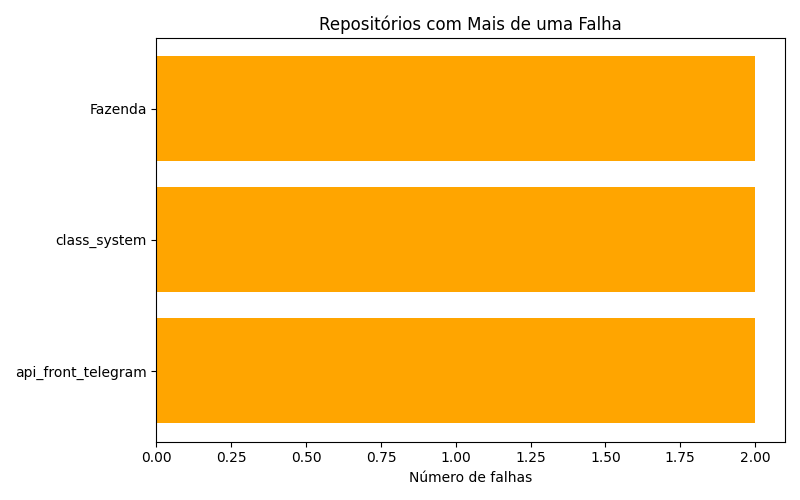 Repositórios com Mais de uma Falha
Fazenda
class_system
api_front_telegram
0.00 0.25 0.50 0.75 1.00 1.25 1.50 1.75 2.00
Número de falhas